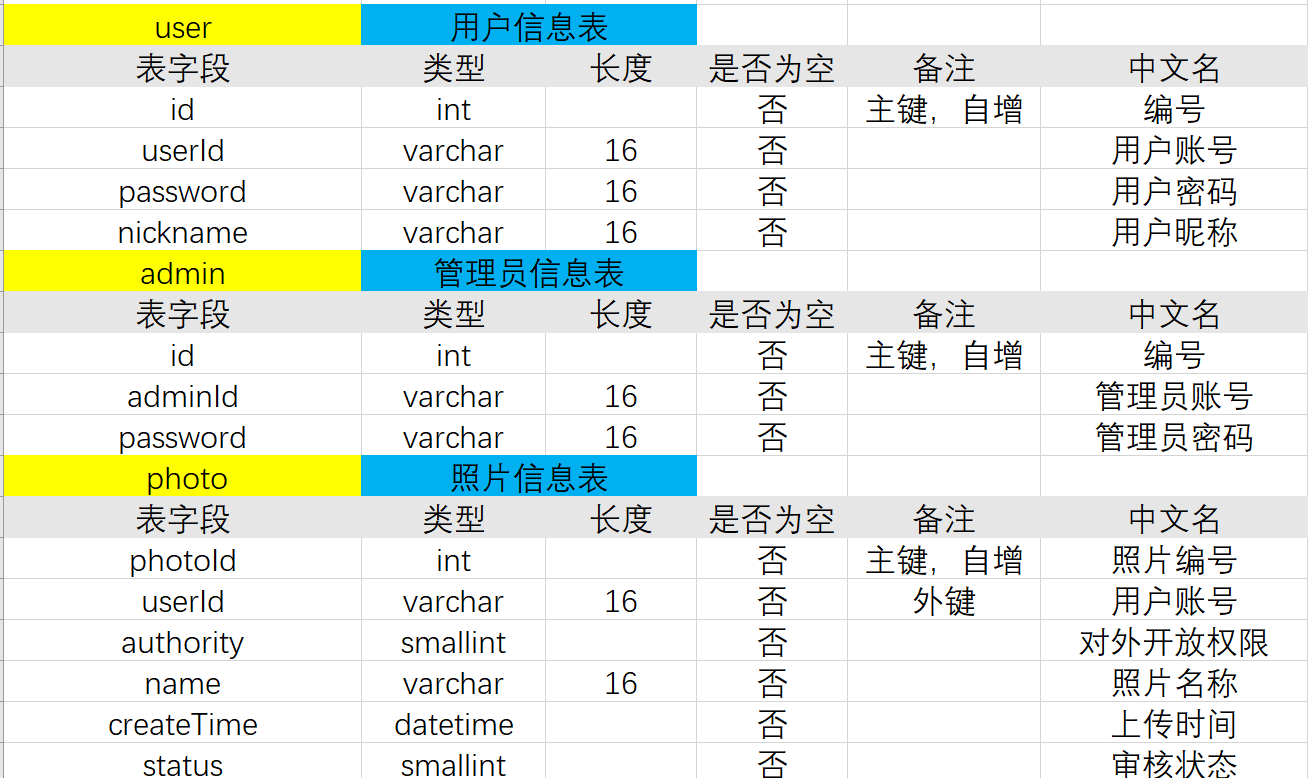 user 用户信息表
表字段 类型 长度 是否为空 备注 中文名
id int 否 主键，自增 编号
userId varchar 16 否 用户账号
password varchar 16 否 用户密码
nickname varchar 16 否 用户昵称
admin 管理员信息表
表字段 类型 长度 是否为空 备注 中文名
id int 否 主键，自增 编号
adminId varchar 16 否 管理员账号
password varchar 16 否 管理员密码
photo 照片信息表
表字段 类型 长度 是否为空 备注 中文名
photoId int 否 主键，自增 照片编号
userId varchar 16 否 外键 用户账号
authority smallint 否 对外开放权限
name varchar 16 否 照片名称
createTime datetime 否 上传时间
status smallint 否 审核状态